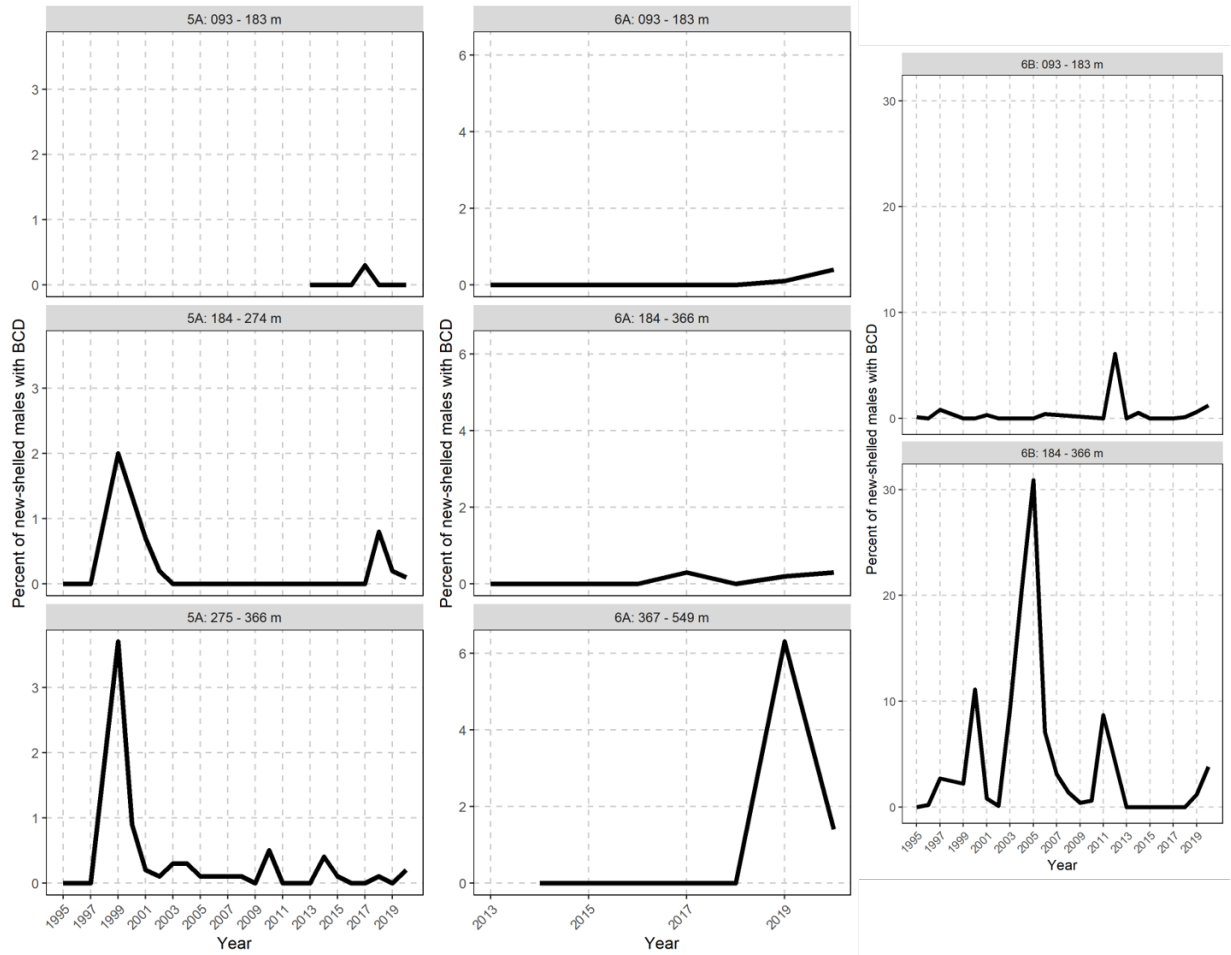 5A: 093 - 183 m
3
2
1
0
5A: 184 - 274 m
3
2
1
0
5A: 275 - 366 m
3
2
1
0
1995 1997 1999 2001 2003 2005 2007 2009 2011 2013 2015 2017 2019
Year
Percent of new-shelled males with BCD
6A: 093 - 183 m
6
4
2
0
6A: 184 - 366 m
6
4
2
0
6A: 367 - 549 m
6
4
2
0
2013 2015 2017 2019
Year
Percent of new-shelled males with BCD
6B: 093 - 183 m
30
20
10
0
6B: 184 - 366 m
30
20
10
0
1995 1997 1999 2001 2003 2005 2007 2009 2011 2013 2015 2017 2019
Year
Percent of new-shelled males with BCD